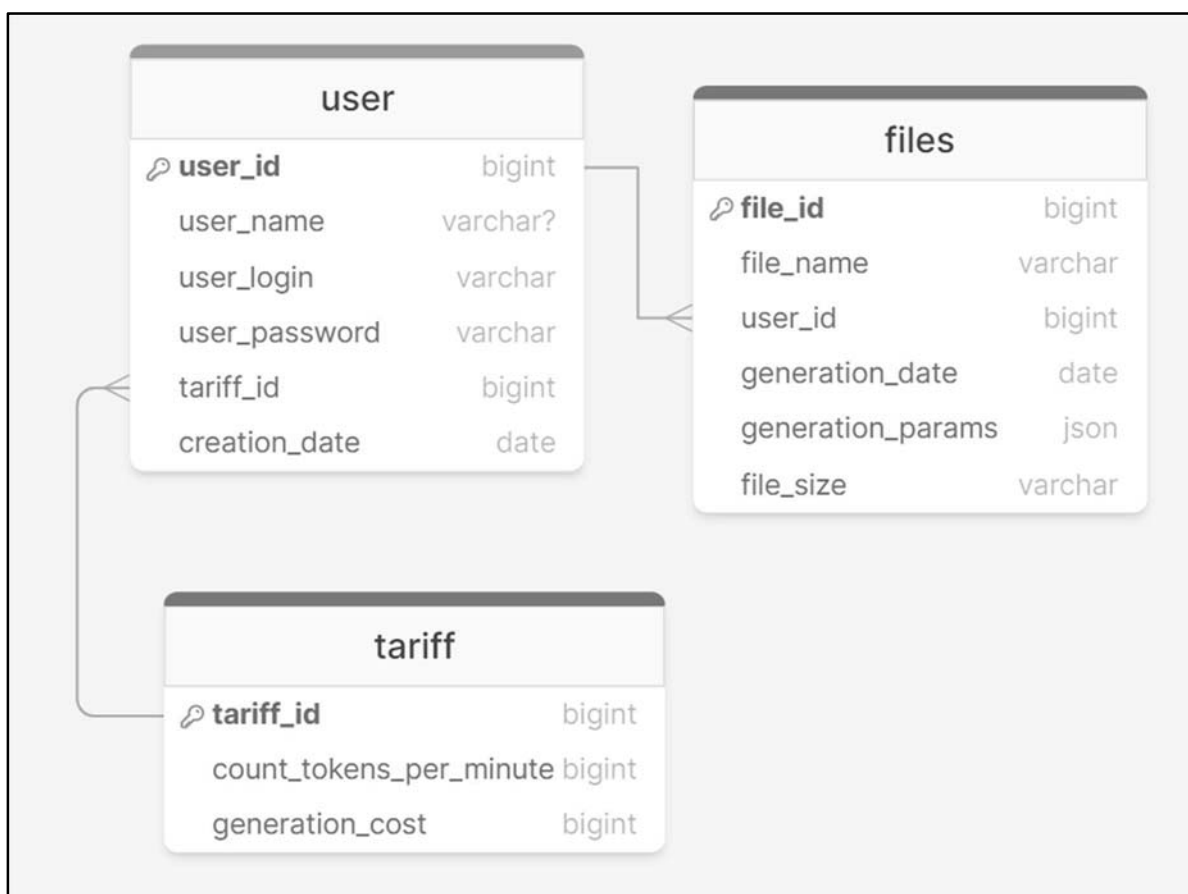 user
user_id bigint
user_name varchar?
user_login varchar
user_password varchar
tariff_id bigint
creation_date date
files
file_id bigint
file_name varchar
user_id bigint
generation_date date
generation_params json
file_size varchar
tariff
tariff_id bigint
count_tokens_per_minute bigint
generation_cost bigint